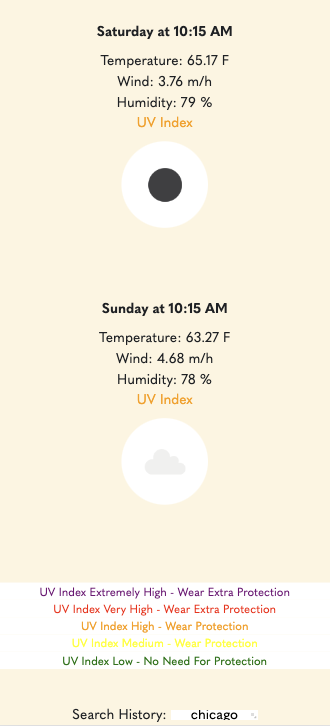 Saturday at 10:15 AM
Temperature: 65.17 F
Wind: 3.76 m/h
Humidity: 79 %
UV Index
Sunday at 10:15 AM
Temperature: 63.27 F
Wind: 4.68 m/h
Humidity: 78 %
UV Index
UV Index Extremely High - Wear Extra Protection
UV Index Very High - Wear Extra Protection
UV Index High - Wear Protection
UV Index Medium - Wear Protection
UV Index Low - No Need For Protection
Search History: chicago